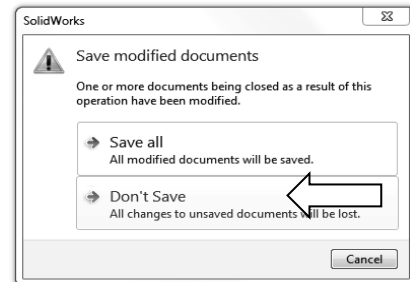 SolidWorks
Save modified documents
One or more documents being closed as a result of this
operation have been modified.
Save all
All modified documents will be saved.
Don't Save
All changes to unsaved documents will be lost.
Cancel